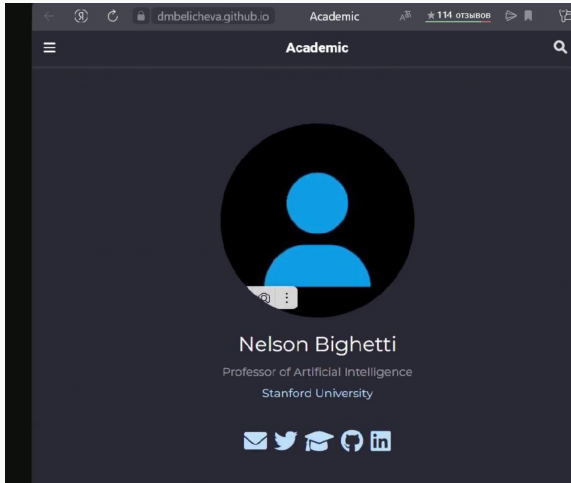 dmbelicheva.github.io Academic ★114 отзывов
Academic
Nelson Bighetti
Professor of Artificial Intelligence
Stanford University